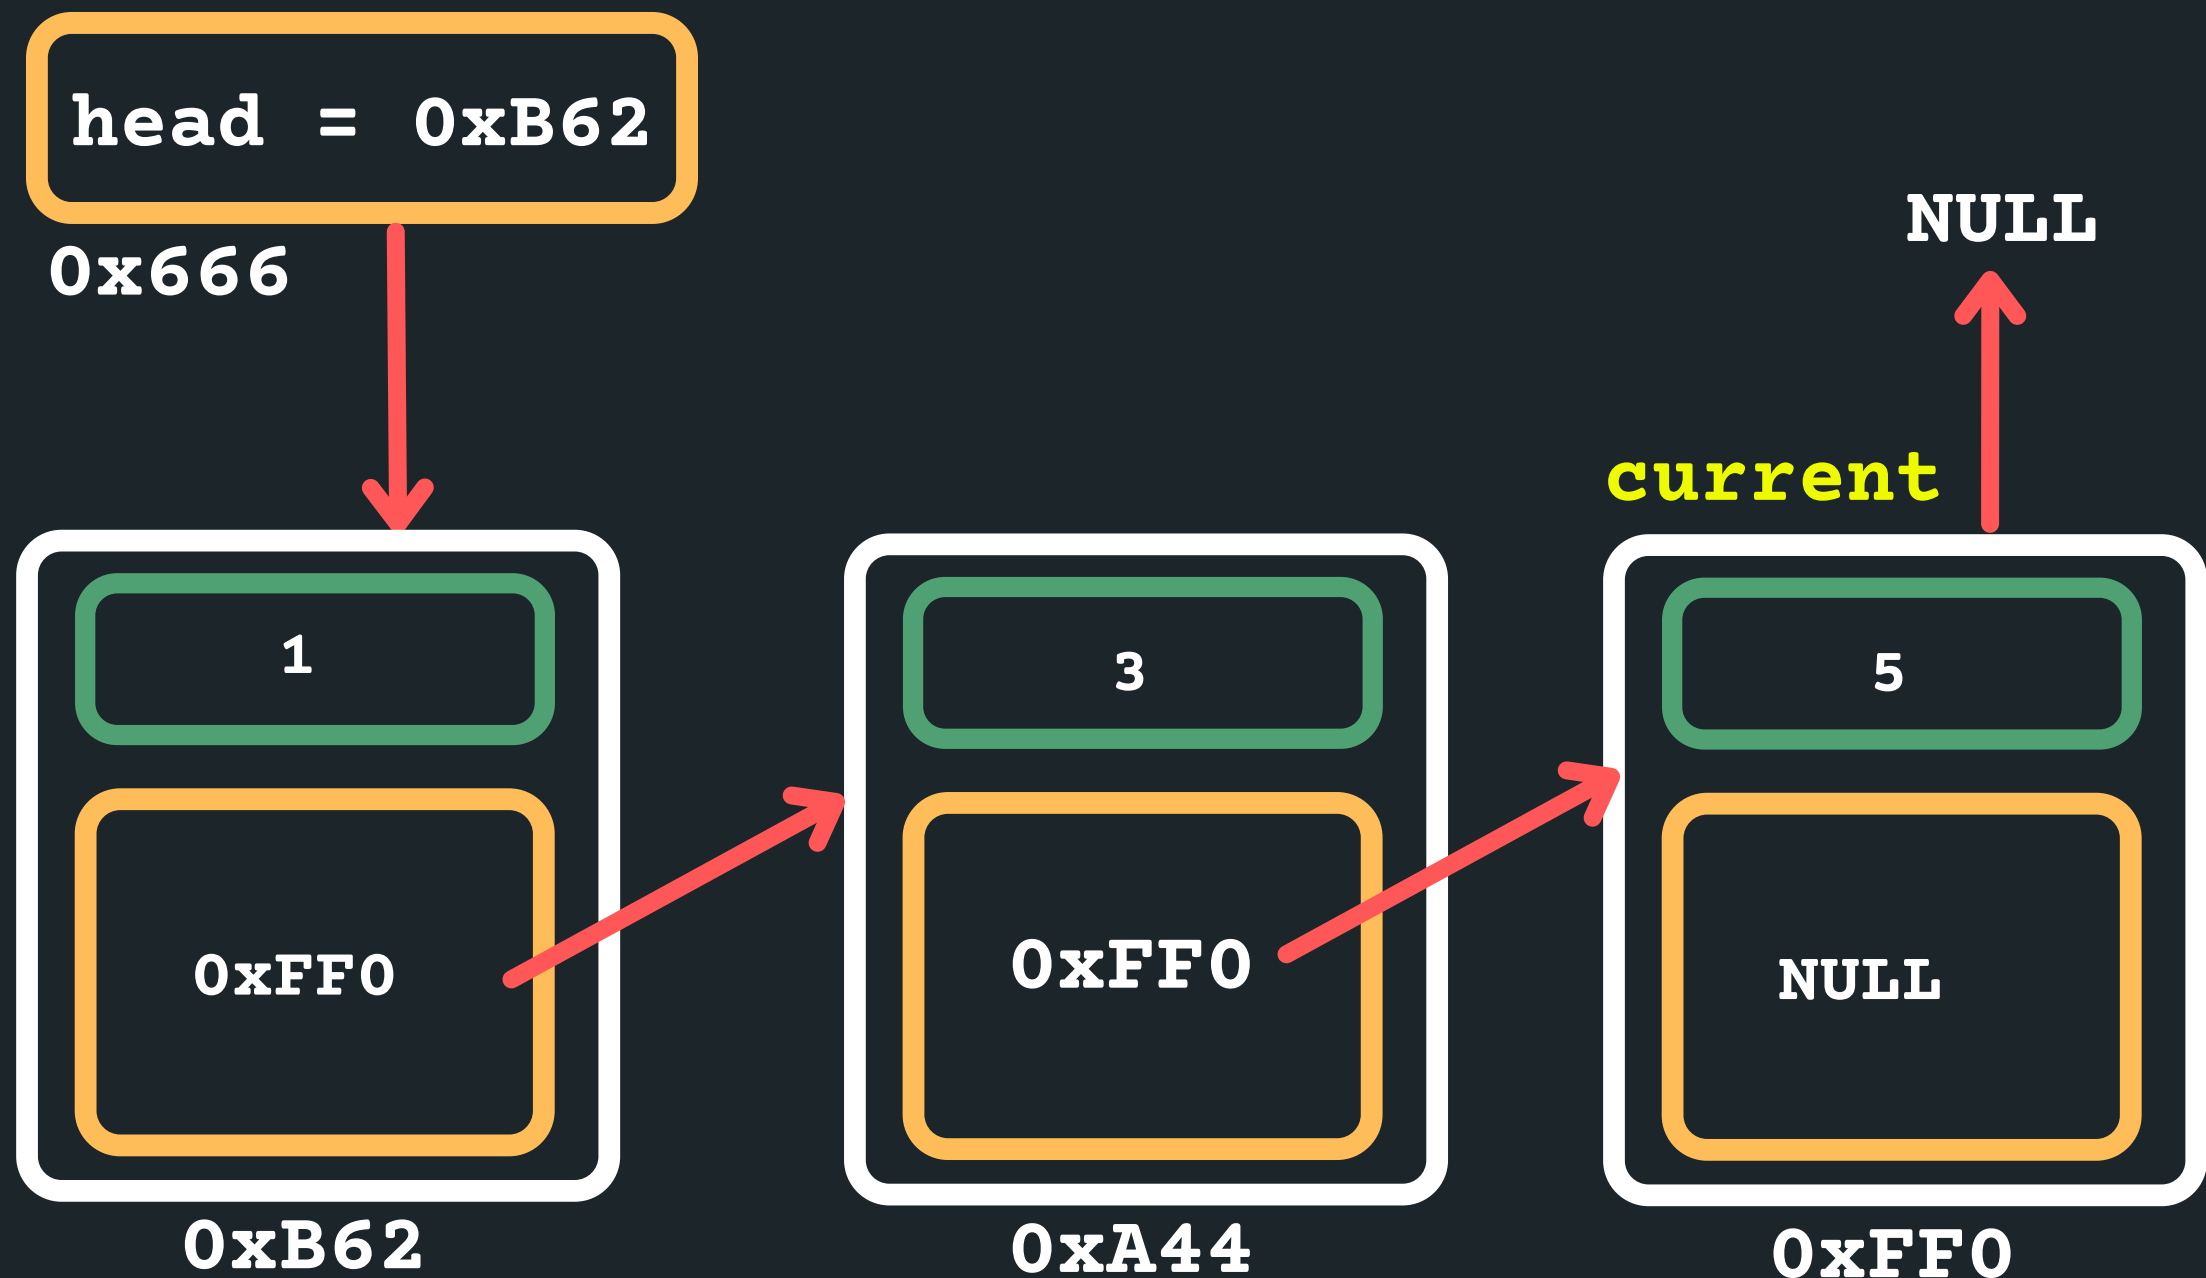 head = 0xB62
0x666
NULL
current
1
3
5
0xFF0
0xFF0
NULL
0xB62
0xA44
0xFF0